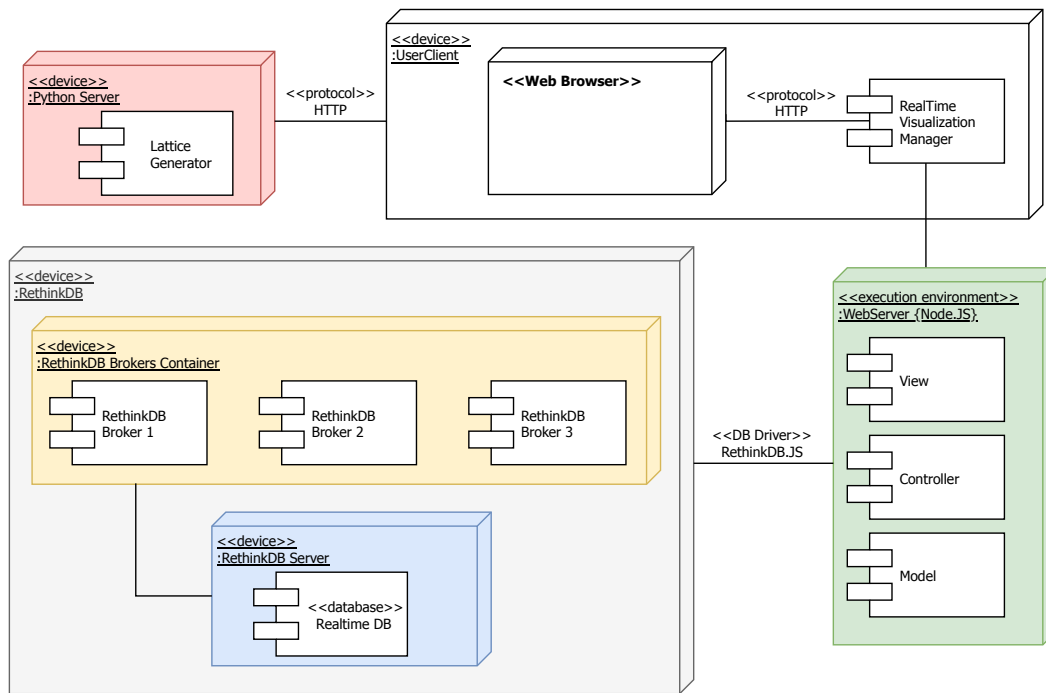 <<device>>
:Python Server
Lattice
Generator
<<protocol>>
HTTP
<<device>>
:UserClient
<<Web Browser>>
<<protocol>>
HTTP
RealTime
Visualization
Manager
<<device>>
:RethinkDB
<<device>>
:RethinkDB Brokers Container
RethinkDB
Broker 1
RethinkDB
Broker 2
RethinkDB
Broker 3
<<device>>
:RethinkDB Server
<<database>>
Realtime DB
<<DB Driver>>
RethinkDB.JS
<<execution environment>>
:WebServer {Node.JS}
View
Controller
Model